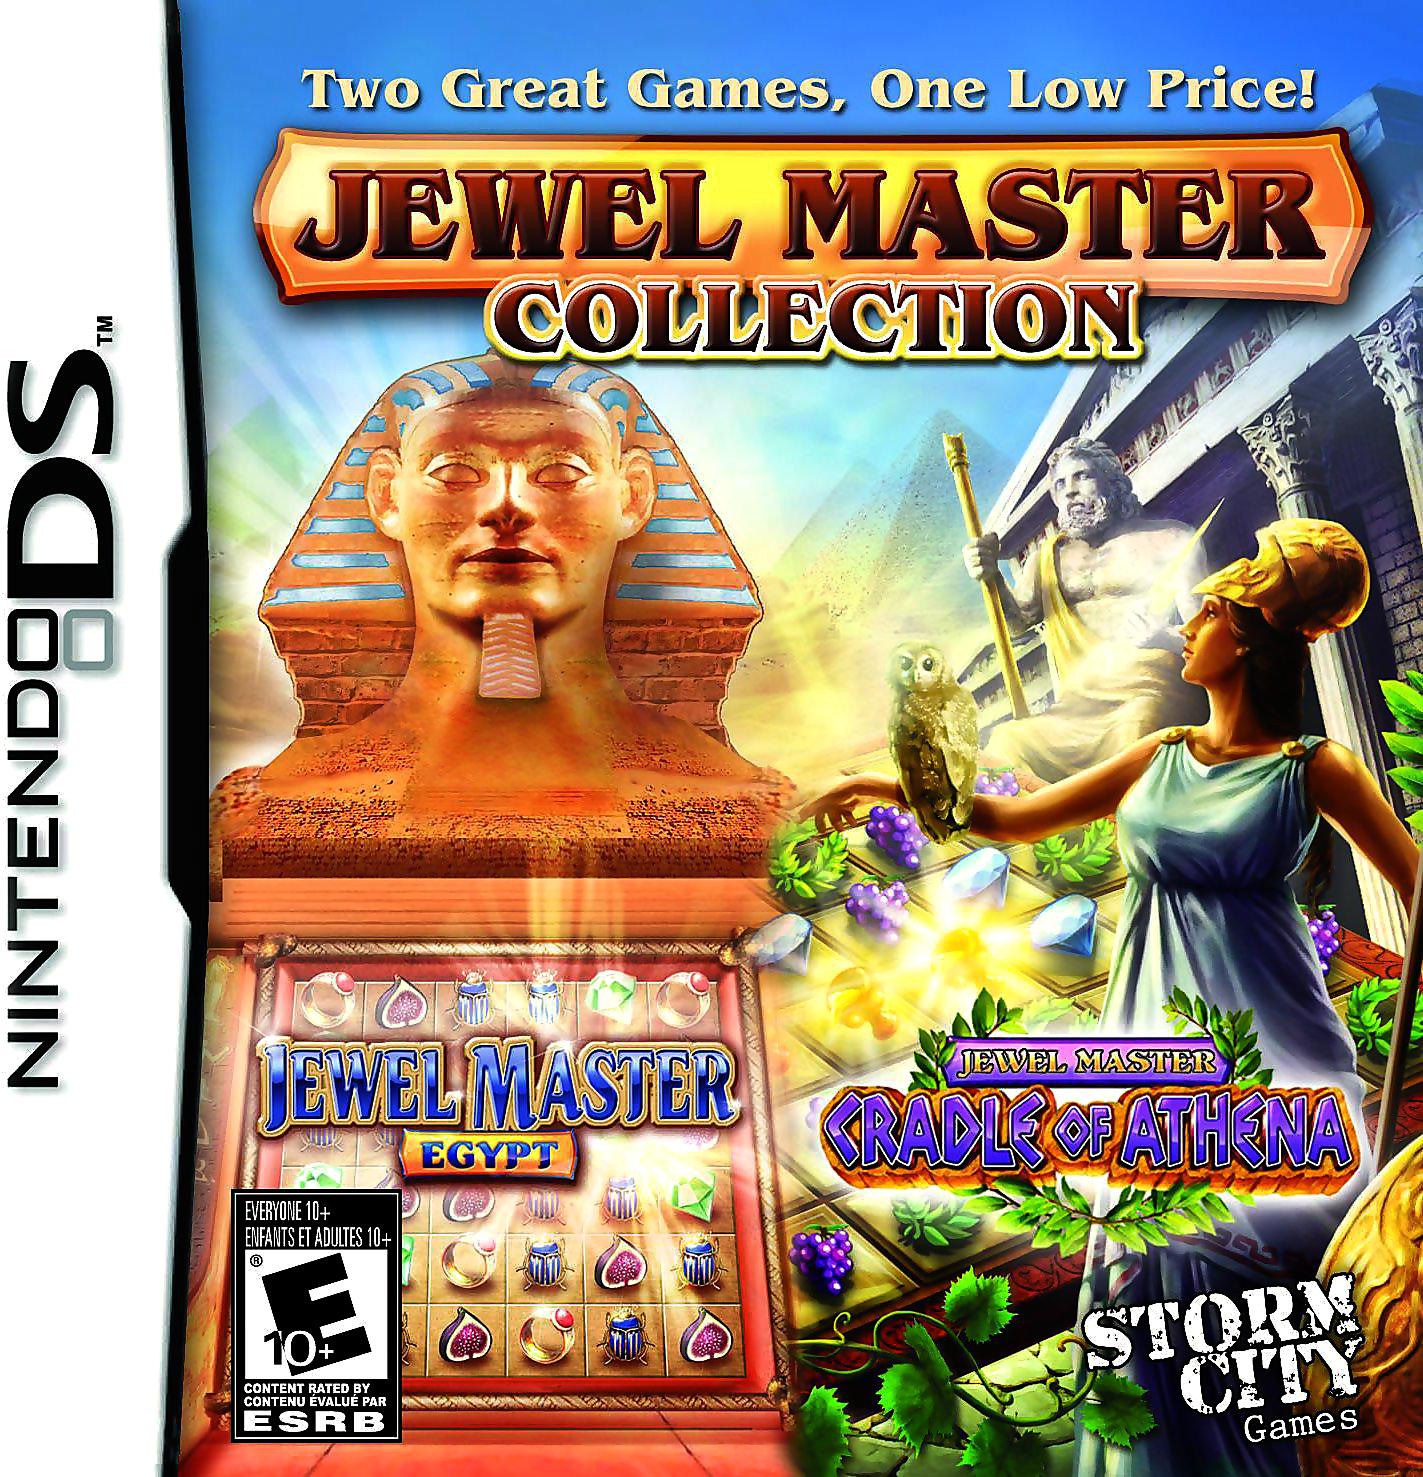 Two Great Games, One Low Price!
JEWEL MASTER
COLLECTION
NINTENDO DS™
JEWEL MASTER
EGYPT
JEWEL MASTER
CRADLE OF ATHENA
EVERYONE 10+
ENFANTS ET ADULTES 10+
®
E
10+
CONTENT RATED BY
CONTENU ÉVALUÉ PAR
ESRB
STORM
CITY
Games